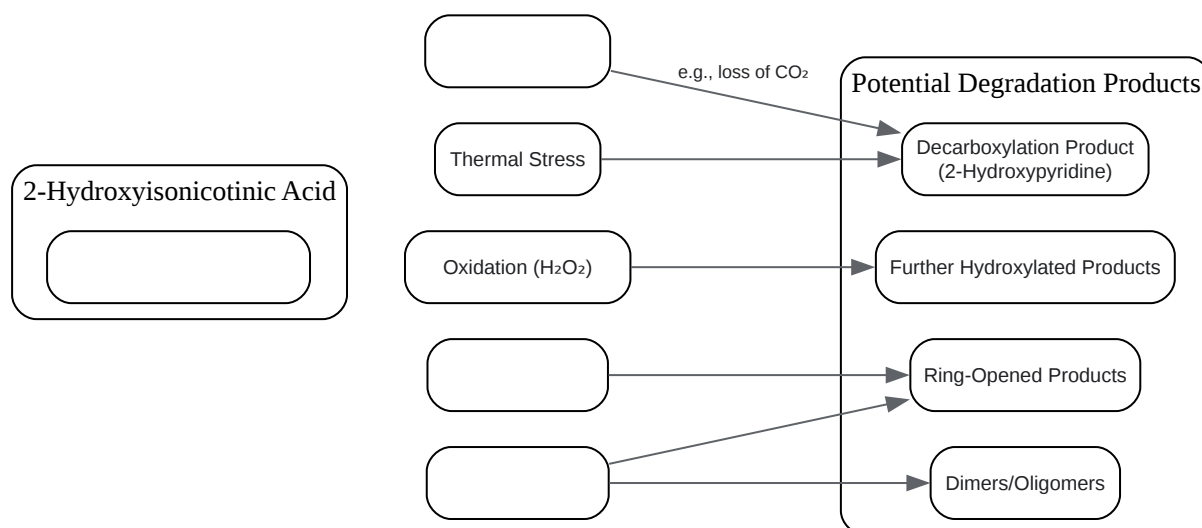 e.g., loss of CO₂
Potential Degradation Products
Thermal Stress
Decarboxylation Product
(2-Hydroxypyridine)
2-Hydroxyisonicotinic Acid
Oxidation (H₂O₂)
Further Hydroxylated Products
Ring-Opened Products
Dimers/Oligomers